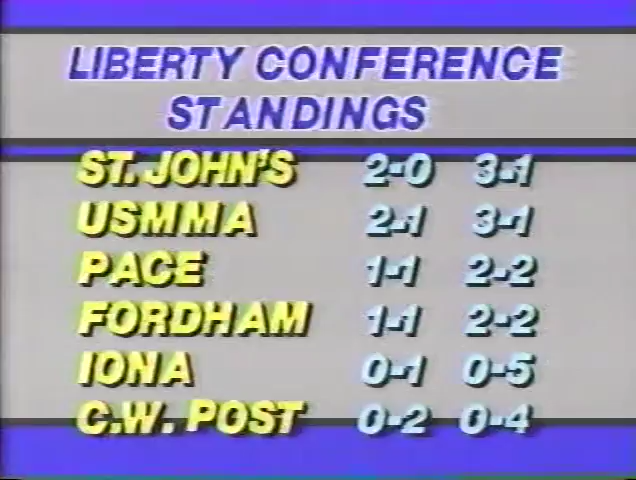 LIBERTY CONFERENCE
STANDINGS
ST. JOHN'S 2-0 3-1
USMMA 2-1 3-1
PACE 1-1 2-2
FORDHAM 1-1 2-2
IONA 0-1 0-5
C.W. POST 0-2 0-4